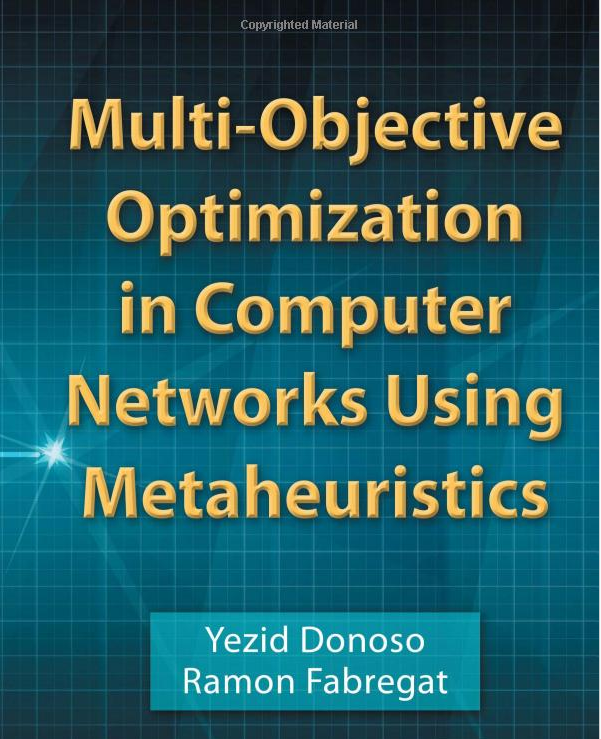 Copyrighted Material
Multi-Objective
Optimization
in Computer
Networks Using
Metaheuristics
Yezid Donoso
Ramon Fabregat